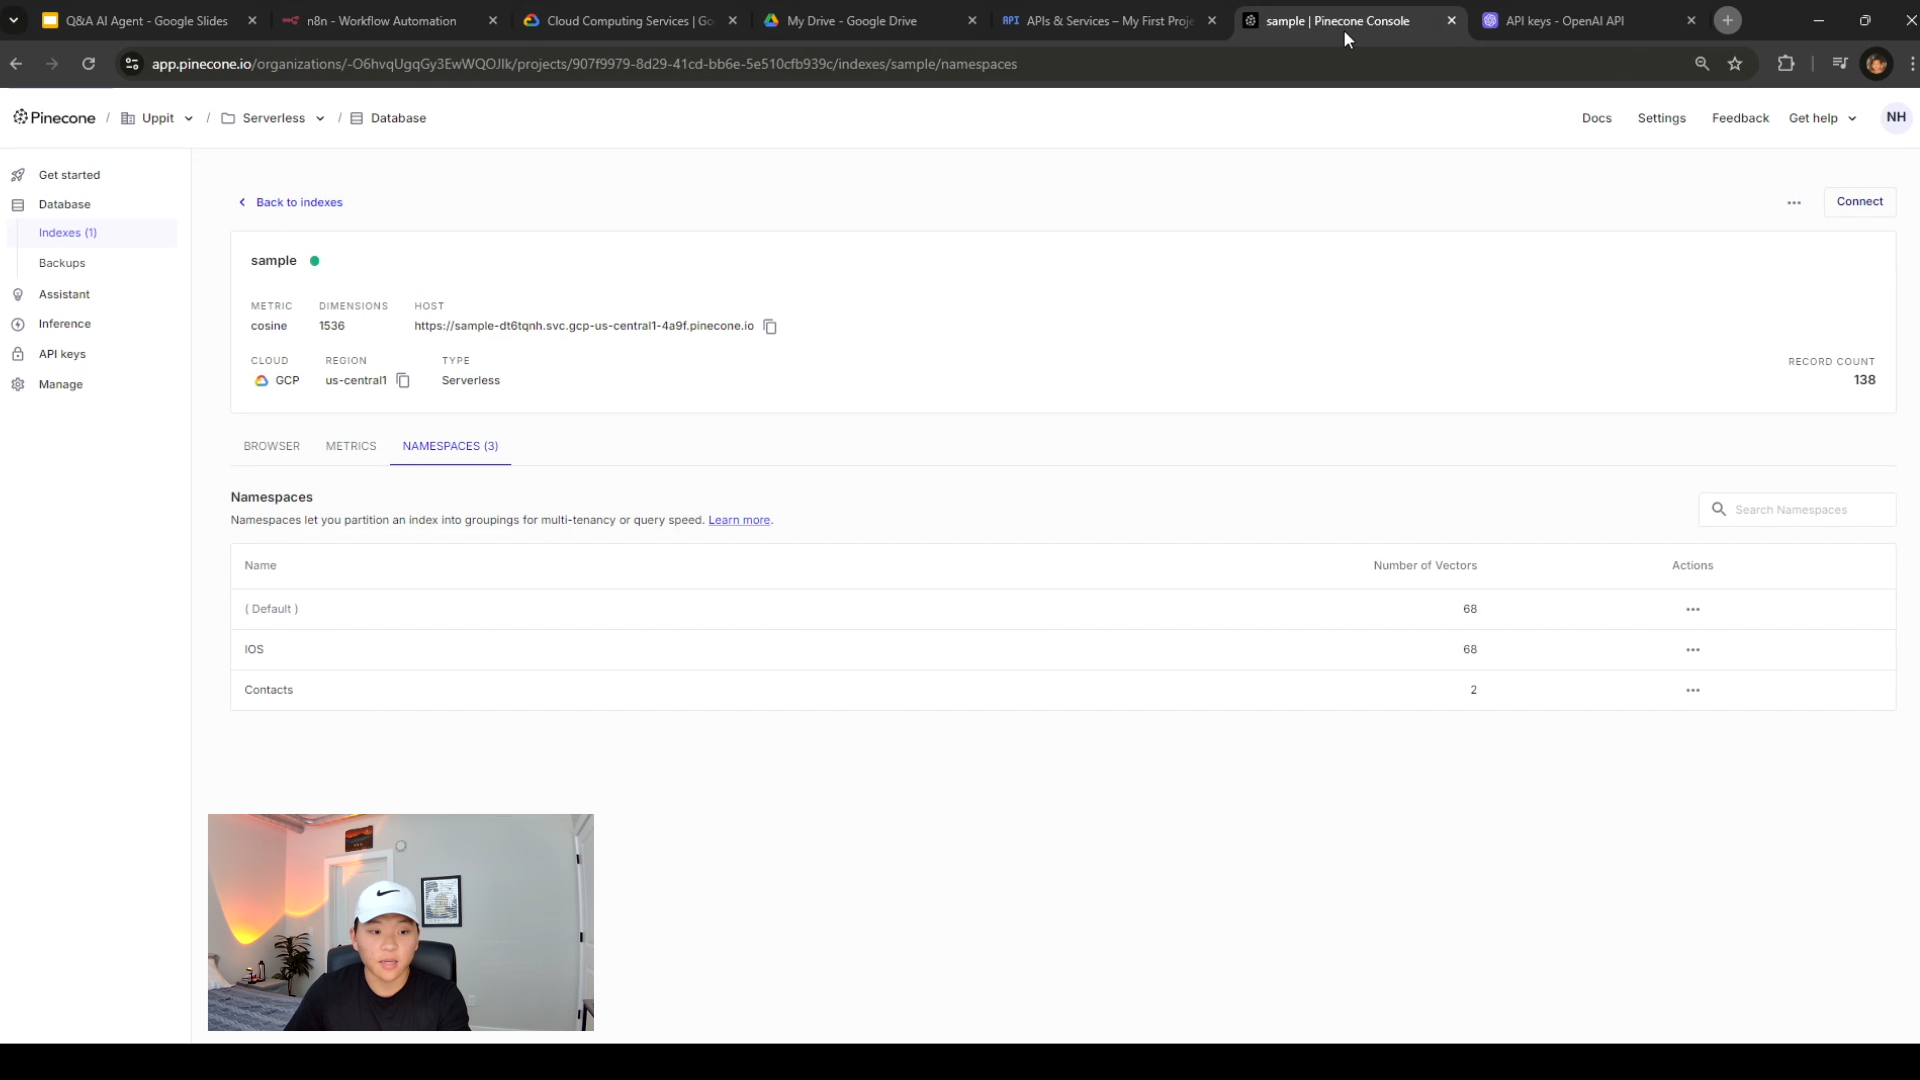 Q&A AI Agent - Google Slides
n8n - Workflow Automation
Cloud Computing Services | Go
My Drive - Google Drive
API APIs & Services – My First Proje
sample | Pinecone Console
API keys - OpenAI API
app.pinecone.io/organizations/-O6hvqUgqGy3EwWQOJlk/projects/907f9979-8d29-41cd-bb6e-5e510cfb939c/indexes/sample/namespaces
Pinecone / Uppit / Serverless / Database
Docs Settings Feedback Get help NH
Get started
Database
Indexes (1)
Backups
Assistant
Inference
API keys
Manage
Back to indexes
Connect
sample
METRIC DIMENSIONS HOST
cosine 1536 https://sample-dt6tqnh.svc.gcp-us-central1-4a9f.pinecone.io
CLOUD REGION TYPE RECORD COUNT
GCP us-central1 Serverless 138
BROWSER METRICS NAMESPACES (3)
Namespaces
Namespaces let you partition an index into groupings for multi-tenancy or query speed. Learn more.
Search Namespaces
Name Number of Vectors Actions
( Default ) 68
IOS 68
Contacts 2